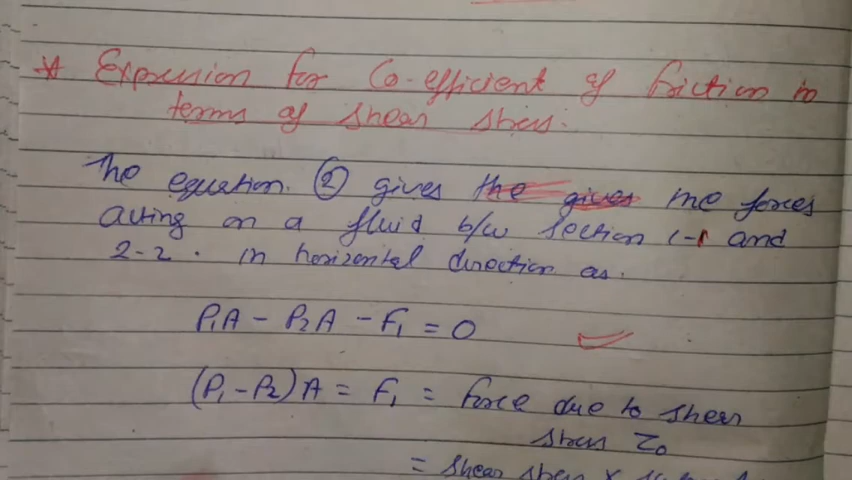 * Expression for Co-efficient of friction in
terms of shear stress.
The equation. ② gives the gives the forces
acting on a fluid b/w section 1-1 and
2-2. in horizontal direction as.
P₁A - P₂A - F₁ = 0
(P₁-P₂)A = F₁ = force due to shear
stress τ₀
= shear stress ×